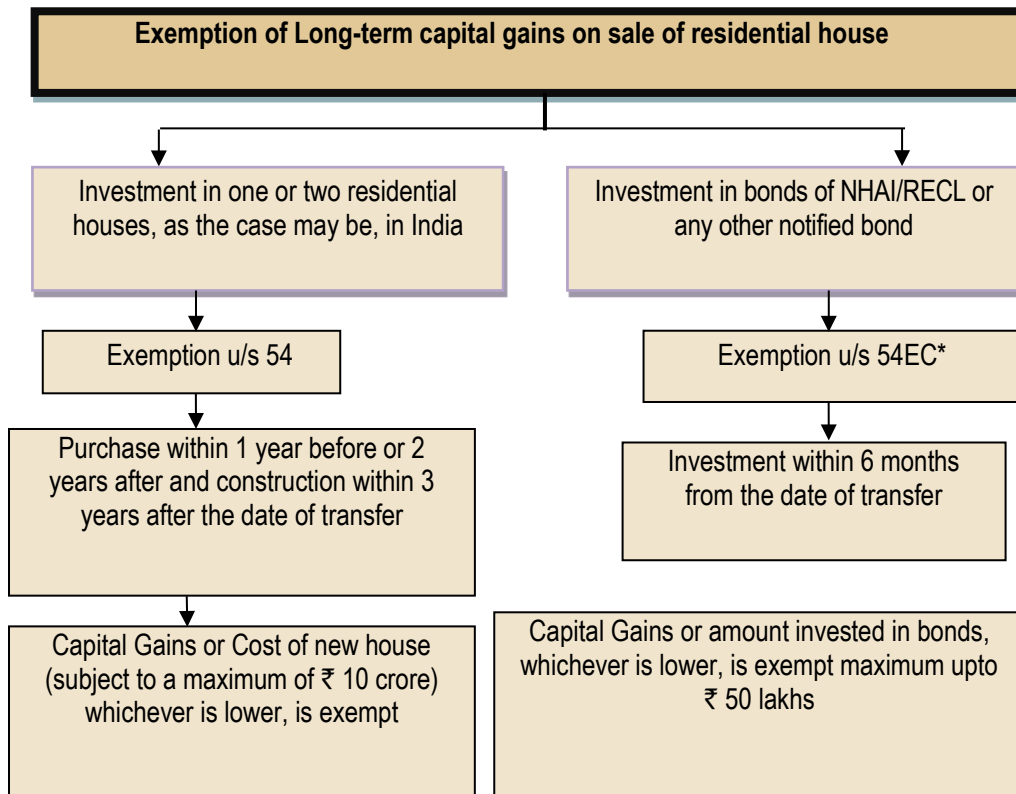 Exemption of Long-term capital gains on sale of residential house
Investment in one or two residential
houses, as the case may be, in India
Investment in bonds of NHAI/RECL or
any other notified bond
Exemption u/s 54
Exemption u/s 54EC*
Purchase within 1 year before or 2
years after and construction within 3
years after the date of transfer
Investment within 6 months
from the date of transfer
Capital Gains or Cost of new house
(subject to a maximum of ₹ 10 crore)
whichever is lower, is exempt
Capital Gains or amount invested in bonds,
whichever is lower, is exempt maximum upto
₹ 50 lakhs